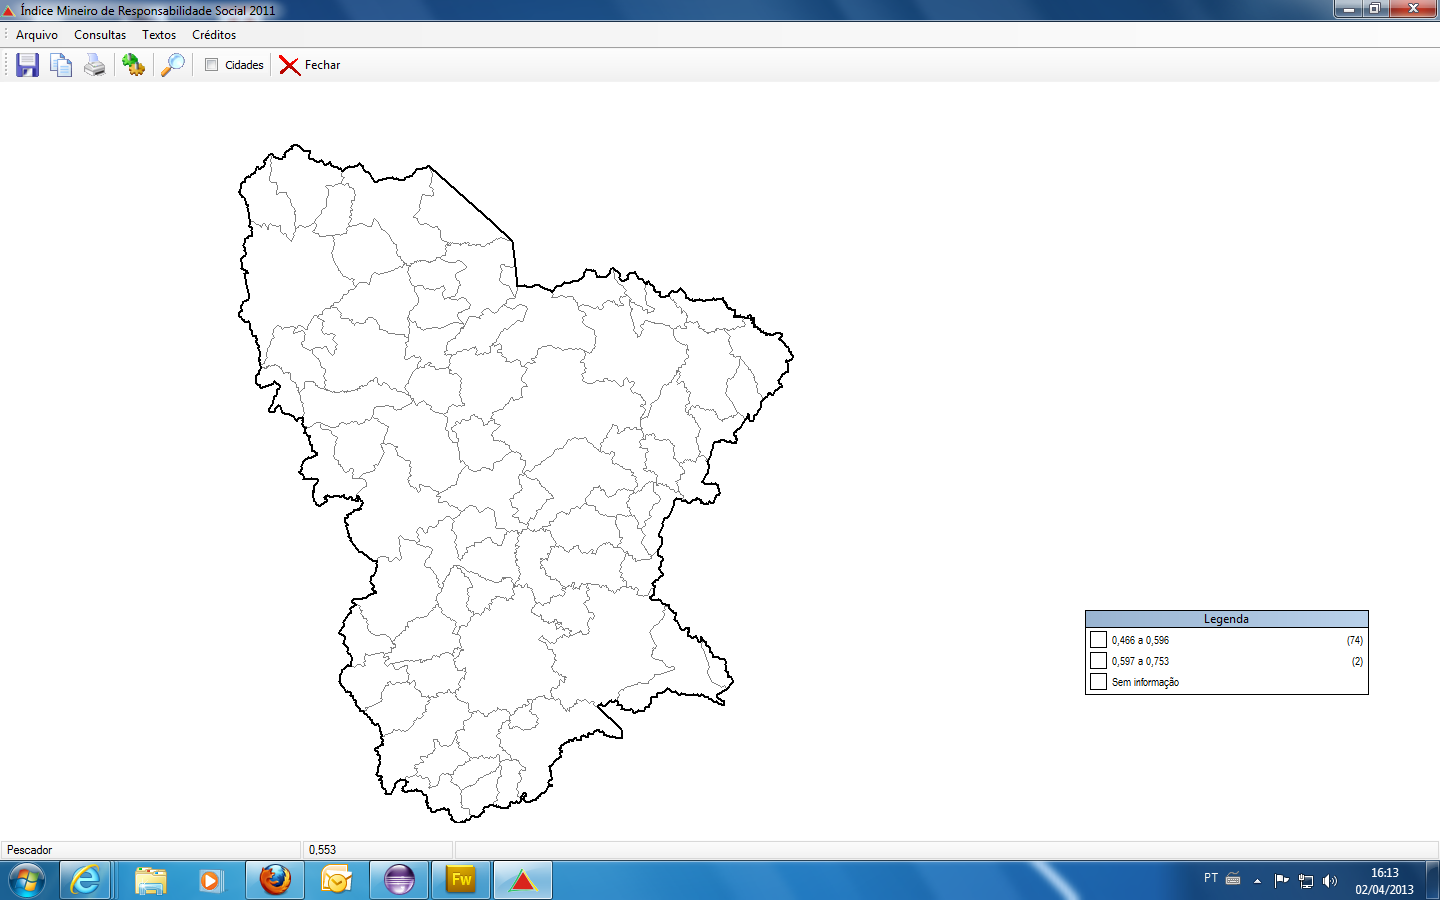 Índice Mineiro de Responsabilidade Social 2011
Arquivo Consultas Textos Créditos
Cidades Fechar
Legenda
0,466 a 0,596 (74)
0,597 a 0,753 (2)
Sem informação
Pescador 0,553
Fw PT 16:13
02/04/2013